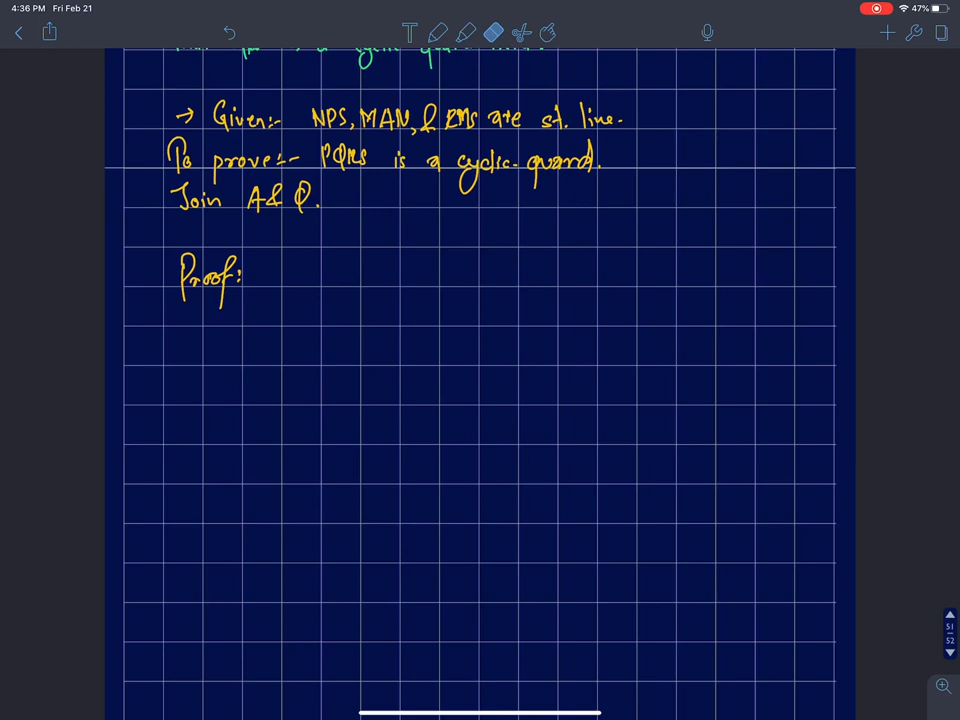 4:36 PM Fri Feb 21
47%
→ Given:- NPS, MAN, & RMS are st. line.
To prove:- PQRS is a cyclic quard.
Join A & Q.
Proof:
51
52